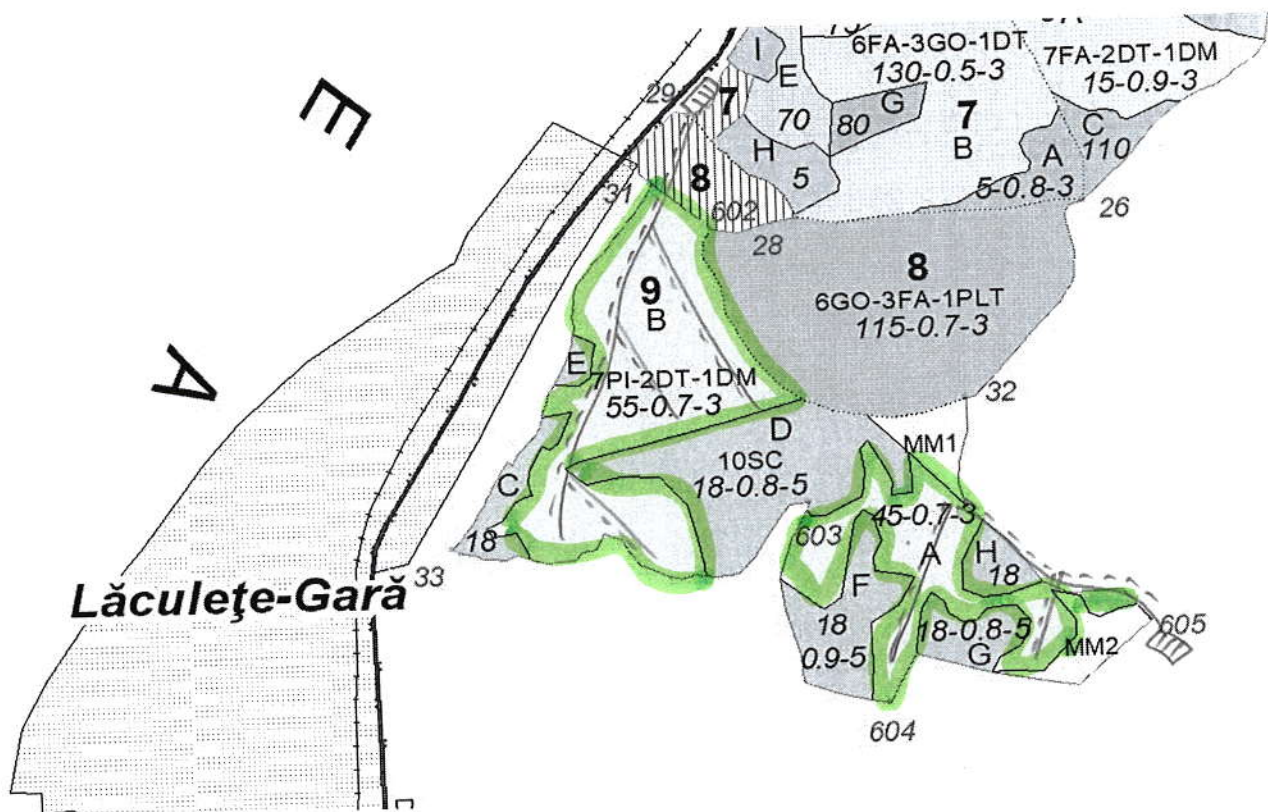 I
E
6FA-3GO-1DT
130-0.5-3
7FA-2DT-1DM
15-0.9-3
29
7
70
80
G
7
B
C
110
E
H
5
A
5-0.8-3
31
8
602
28
26
9
B
8
6GO-3FA-1PLT
115-0.7-3
A
E
7PI-2DT-1DM
55-0.7-3
32
D
10SC
18-0.8-5
MM1
C
18
603
45-0.7-3
A
H
18
33
Lăculeţe-Gară
F
18
0.9-5
18-0.8-5
G
MM2
605
604